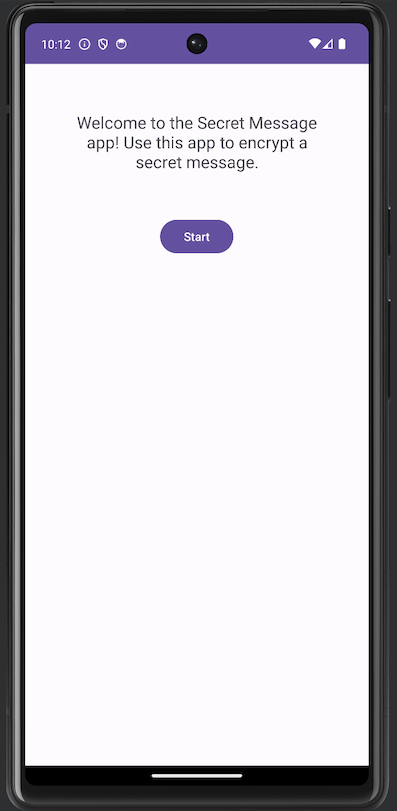 10:12
Welcome to the Secret Message
app! Use this app to encrypt a
secret message.
Start